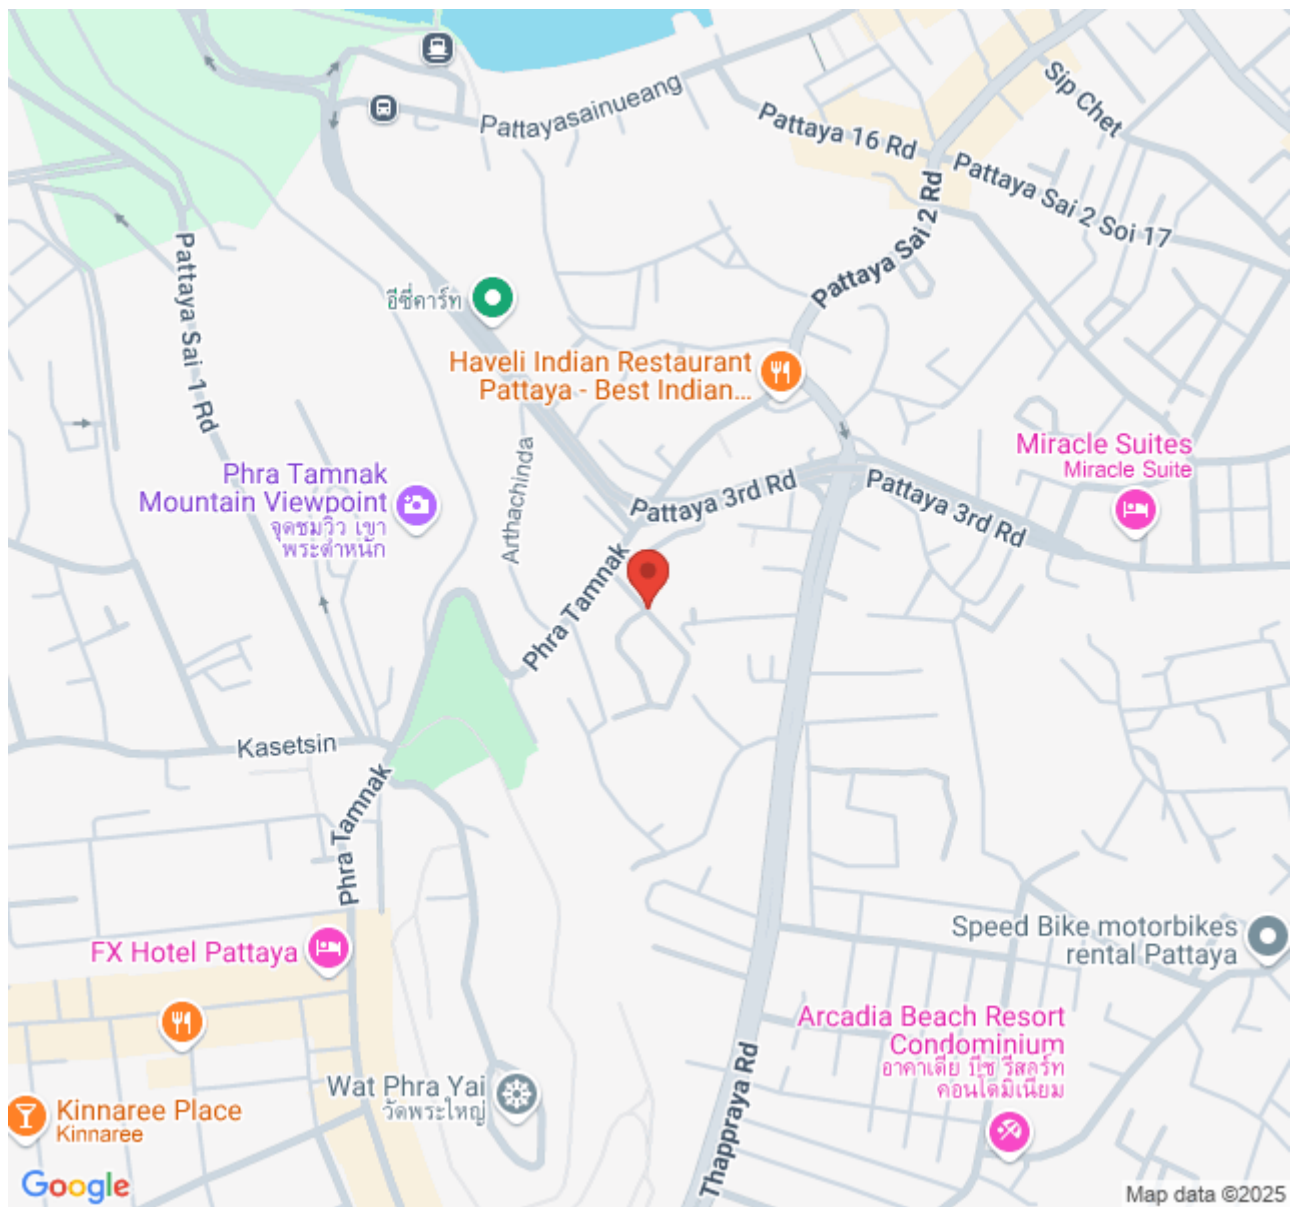 Pattayasainueang
Sip Chet
Pattaya 16 Rd
Pattaya Sai 2 Soi 17
Pattaya Sai 2 Rd
Pattaya Sai 1 Rd
อีซี่คาร์ท
Haveli Indian Restaurant
Pattaya - Best Indian...
Arthachinda
Miracle Suites
Miracle Suite
Phra Tamnak
Mountain Viewpoint
จุดชมวิว เขา
พระตำหนัก
Pattaya 3rd Rd
Pattaya 3rd Rd
Phra Tamnak
Kasetsin
Phra Tamnak
FX Hotel Pattaya
Speed Bike motorbikes
rental Pattaya
Arcadia Beach Resort
Condominium
อาคาเดีย บีช รีสอร์ท
คอนโดมิเนียม
Wat Phra Yai
วัดพระใหญ่
Kinnaree Place
Kinnaree
Thappraya Rd
Google
Map data ©2025